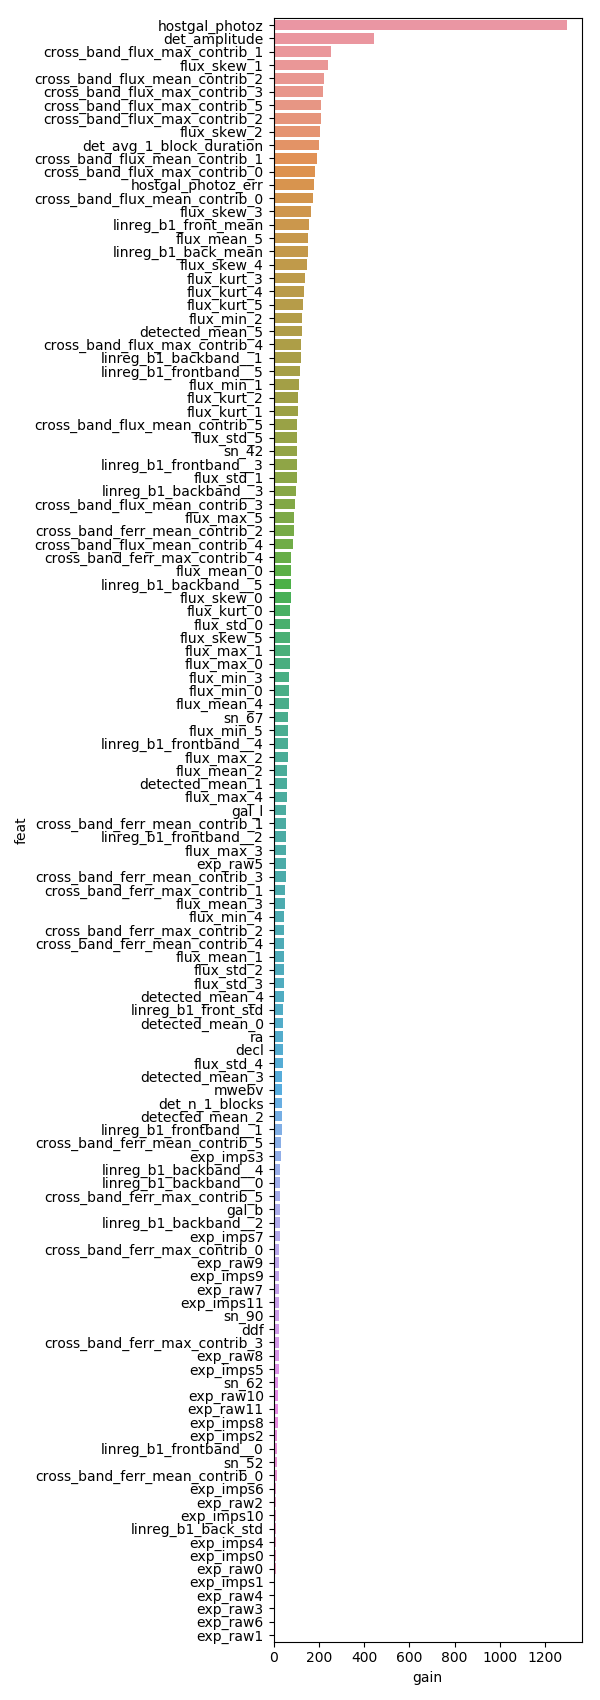 hostgal_photoz
det_amplitude
cross_band_flux_max_contrib_1
flux_skew_1
cross_band_flux_mean_contrib_2
cross_band_flux_max_contrib_3
cross_band_flux_max_contrib_5
cross_band_flux_max_contrib_2
flux_skew_2
det_avg_1_block_duration
cross_band_flux_mean_contrib_1
cross_band_flux_max_contrib_0
hostgal_photoz_err
cross_band_flux_mean_contrib_0
flux_skew_3
linreg_b1_front_mean
flux_mean_5
linreg_b1_back_mean
flux_skew_4
flux_kurt_3
flux_kurt_4
flux_kurt_5
flux_min_2
detected_mean_5
cross_band_flux_max_contrib_4
linreg_b1_backband__1
linreg_b1_frontband__5
flux_min_1
flux_kurt_2
flux_kurt_1
cross_band_flux_mean_contrib_5
flux_std_5
sn_42
linreg_b1_frontband__3
flux_std_1
linreg_b1_backband__3
cross_band_flux_mean_contrib_3
flux_max_5
cross_band_ferr_mean_contrib_2
cross_band_flux_mean_contrib_4
cross_band_ferr_max_contrib_4
flux_mean_0
linreg_b1_backband__5
flux_skew_0
flux_kurt_0
flux_std_0
flux_skew_5
flux_max_1
flux_max_0
flux_min_3
flux_min_0
flux_mean_4
sn_67
flux_min_5
linreg_b1_frontband__4
flux_max_2
flux_mean_2
detected_mean_1
flux_max_4
gal_l
cross_band_ferr_mean_contrib_1
linreg_b1_frontband__2
flux_max_3
exp_raw5
cross_band_ferr_mean_contrib_3
cross_band_ferr_max_contrib_1
flux_mean_3
flux_min_4
cross_band_ferr_max_contrib_2
cross_band_ferr_mean_contrib_4
flux_mean_1
flux_std_2
flux_std_3
detected_mean_4
linreg_b1_front_std
detected_mean_0
ra
decl
flux_std_4
detected_mean_3
mwebv
det_n_1_blocks
detected_mean_2
linreg_b1_frontband__1
cross_band_ferr_mean_contrib_5
exp_imps3
linreg_b1_backband__4
linreg_b1_backband__0
cross_band_ferr_max_contrib_5
gal_b
linreg_b1_backband__2
exp_imps7
cross_band_ferr_max_contrib_0
exp_raw9
exp_imps9
exp_raw7
exp_imps11
sn_90
ddf
cross_band_ferr_max_contrib_3
exp_raw8
exp_imps5
sn_62
exp_raw10
exp_raw11
exp_imps8
exp_imps2
linreg_b1_frontband__0
sn_52
cross_band_ferr_mean_contrib_0
exp_imps6
exp_raw2
exp_imps10
linreg_b1_back_std
exp_imps4
exp_imps0
exp_raw0
exp_imps1
exp_raw4
exp_raw3
exp_raw6
exp_raw1
feat
0 200 400 600 800 1000 1200
gain